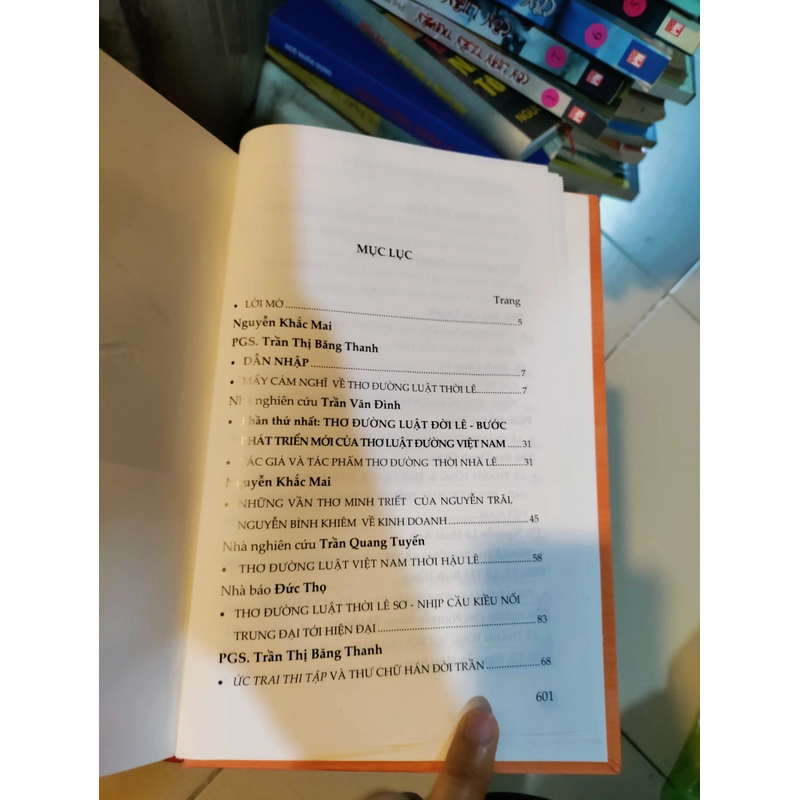 MỤC LỤC
Trang
• LỜI MỞ 5
Nguyễn Khắc Mai
PGS. Trần Thị Băng Thanh
• DẪN NHẬP 7
• MẤY CẢM NGHĨ VỀ THƠ ĐƯỜNG LUẬT THỜI LÊ 7
Nhà nghiên cứu Trần Văn Đình
• Phần thứ nhất: THƠ ĐƯỜNG LUẬT ĐỜI LÊ - BƯỚC
PHÁT TRIỂN MỚI CỦA THƠ LUẬT ĐƯỜNG VIỆT NAM 31
• TÁC GIẢ VÀ TÁC PHẨM THƠ ĐƯỜNG THỜI NHÀ LÊ 31
Nguyễn Khắc Mai
• NHỮNG VẦN THƠ MINH TRIẾT CỦA NGUYỄN TRÃI,
NGUYỄN BỈNH KHIÊM VỀ KINH DOANH 45
Nhà nghiên cứu Trần Quang Tuyến
• THƠ ĐƯỜNG LUẬT VIỆT NAM THỜI HẬU LÊ 58
Nhà báo Đức Thọ
• THƠ ĐƯỜNG LUẬT THỜI LÊ SƠ - NHỊP CẦU KIỀU NỐI
TRUNG ĐẠI TỚI HIỆN ĐẠI 83
PGS. Trần Thị Băng Thanh
• ỨC TRAI THI TẬP VÀ THƯ CHỮ HÁN ĐỜI TRẦN 68
601